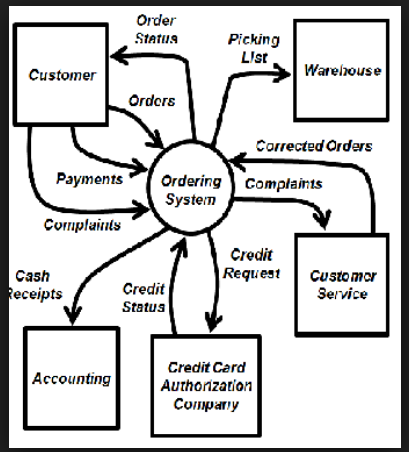 Order
Status
Picking
List
Customer
Warehouse
Orders
Corrected Orders
Payments
Ordering
System
Complaints
Complaints
Credit
Request
Customer
Service
Cash
Receipts
Credit
Status
Accounting
Credit Card
Authorization
Company